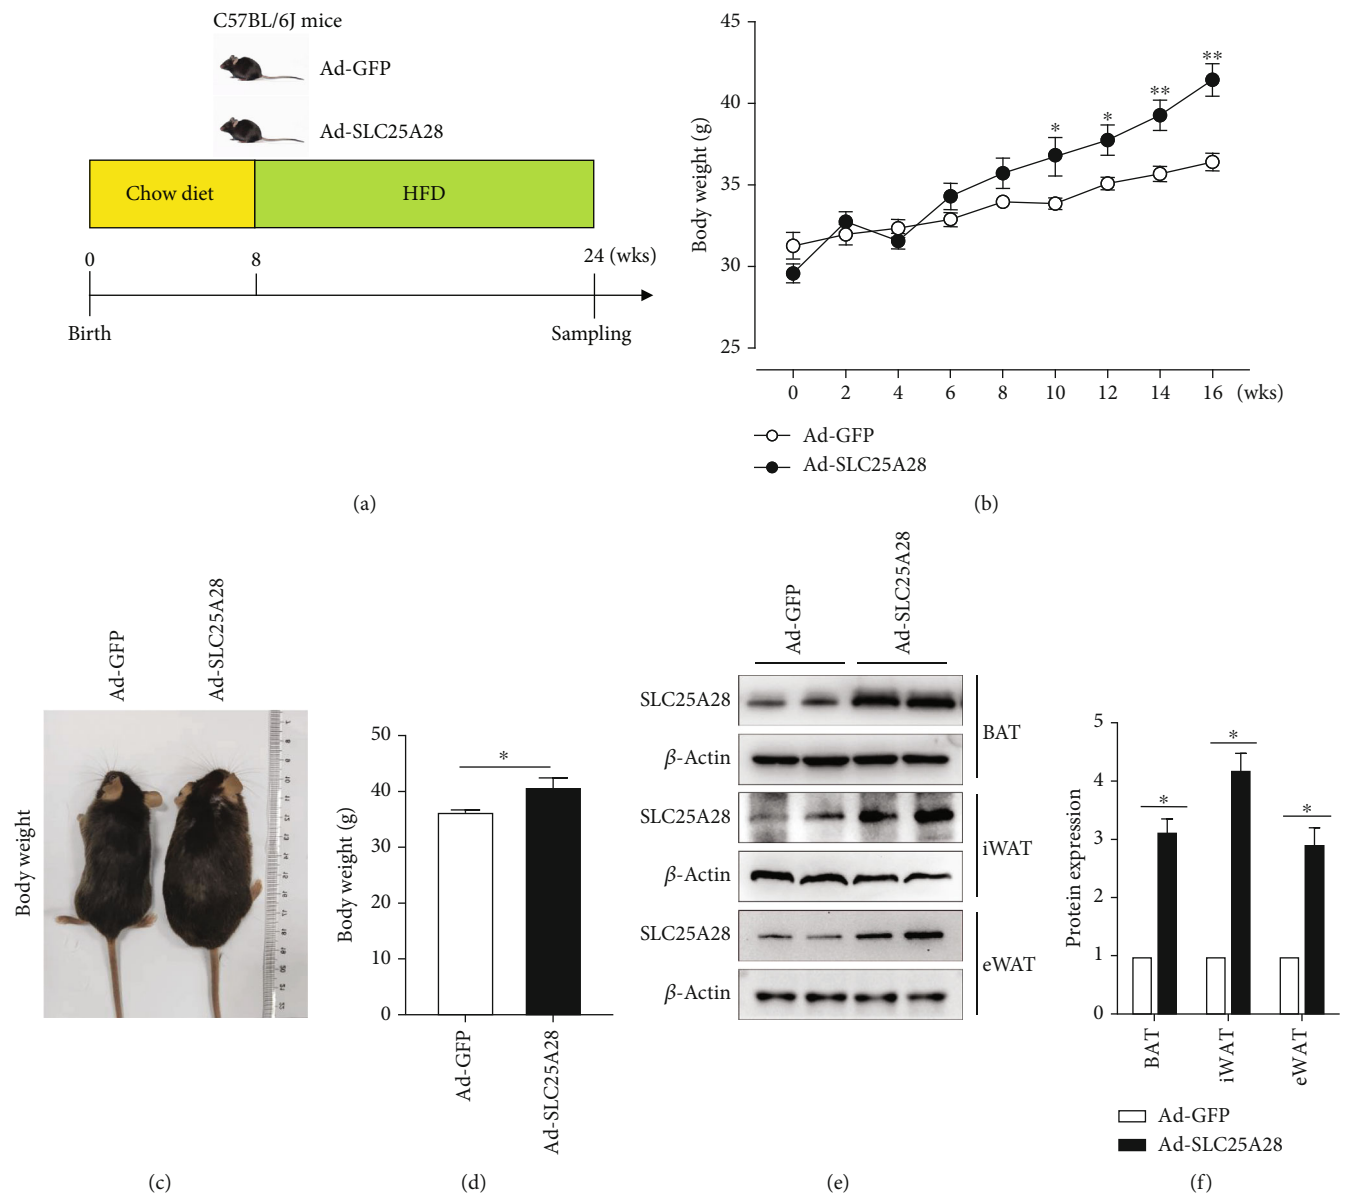 C57BL/6J mice
Ad-GFP
Ad-SLC25A28
Chow diet
HFD
0
8
24 (wks)
Birth
Sampling
(a)
45
40
35
30
25
Body weight (g)
*
*
**
**
0 2 4 6 8 10 12 14 16 (wks)
Ad-GFP
Ad-SLC25A28
(b)
Ad-GFP
Ad-SLC25A28
Body weight
(c)
50
40
30
20
10
0
Body weight (g)
*
Ad-GFP
Ad-SLC25A28
(d)
Ad-GFP
Ad-SLC25A28
SLC25A28
β-Actin
BAT
SLC25A28
β-Actin
iWAT
SLC25A28
β-Actin
eWAT
(e)
5
4
3
2
1
0
Protein expression
*
*
*
BAT
iWAT
eWAT
Ad-GFP
Ad-SLC25A28
(f)